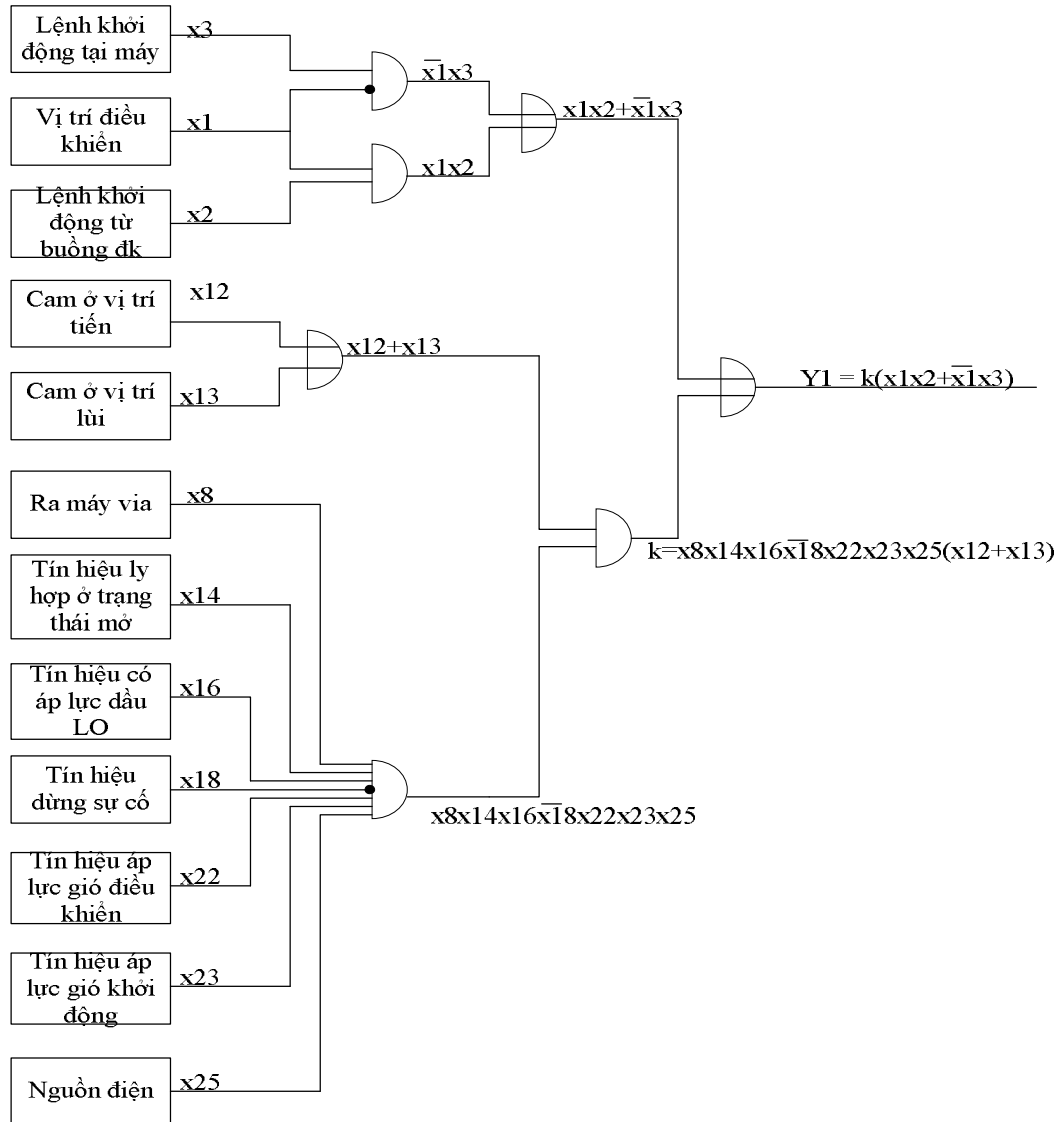 Lệnh khởi
động tại máy
x3
x̅1x3
Vị trí điều
khiển
x1
x1x2+x̅1x3
x1x2
Lệnh khởi
động từ
buồng đk
x2
Cam ở vị trí
tiến
x12
x12+x13
Cam ở vị trí
lùi
x13
Y1 = k(x1x2+x̅1x3)
Ra máy via
x8
k=x8x14x16x̅1̅8x22x23x25(x12+x13)
Tín hiệu ly
hợp ở trạng
thái mở
x14
Tín hiệu có
áp lực dầu
LO
x16
Tín hiệu
dừng sự cố
x18
x8x14x16x̅1̅8x22x23x25
Tín hiệu áp
lực gió điều
khiển
x22
Tín hiệu áp
lực gió khởi
động
x23
Nguồn điện
x25